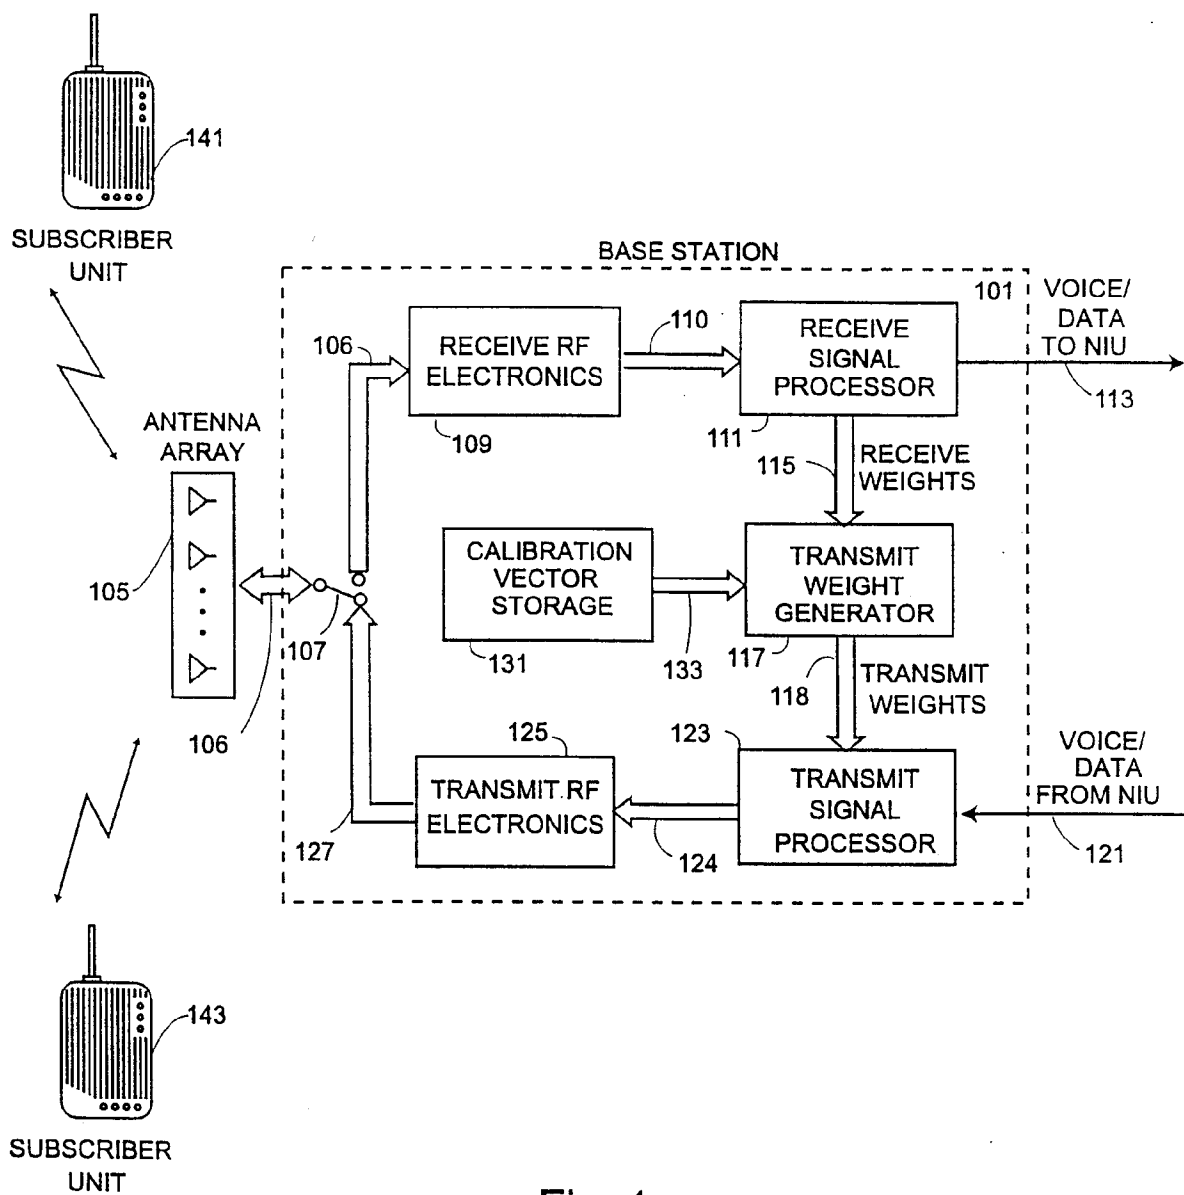 141
SUBSCRIBER
UNIT
BASE STATION
101
VOICE/
DATA
TO NIU
113
106
RECEIVE RF
ELECTRONICS
109
110
RECEIVE
SIGNAL
PROCESSOR
111
ANTENNA
ARRAY
105
115
RECEIVE
WEIGHTS
CALIBRATION
VECTOR
STORAGE
131
133
TRANSMIT
WEIGHT
GENERATOR
117
107
106
118
TRANSMIT
WEIGHTS
125
TRANSMIT RF
ELECTRONICS
127
124
123
TRANSMIT
SIGNAL
PROCESSOR
VOICE/
DATA
FROM NIU
121
143
SUBSCRIBER
UNIT